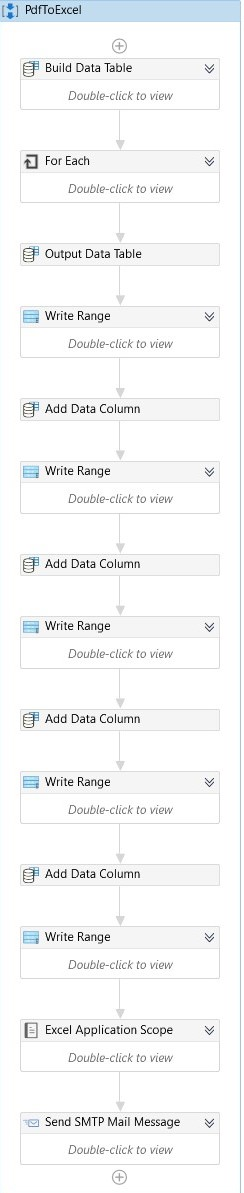 PdfToExcel
Build Data Table
Double-click to view
For Each
Double-click to view
Output Data Table
Write Range
Double-click to view
Add Data Column
Write Range
Double-click to view
Add Data Column
Write Range
Double-click to view
Add Data Column
Write Range
Double-click to view
Add Data Column
Write Range
Double-click to view
Excel Application Scope
Double-click to view
Send SMTP Mail Message
Double-click to view